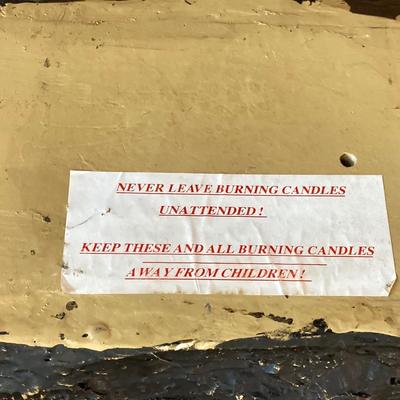 NEVER LEAVE BURNING CANDLES
UNATTENDED !
KEEP THESE AND ALL BURNING CANDLES
AWAY FROM CHILDREN !